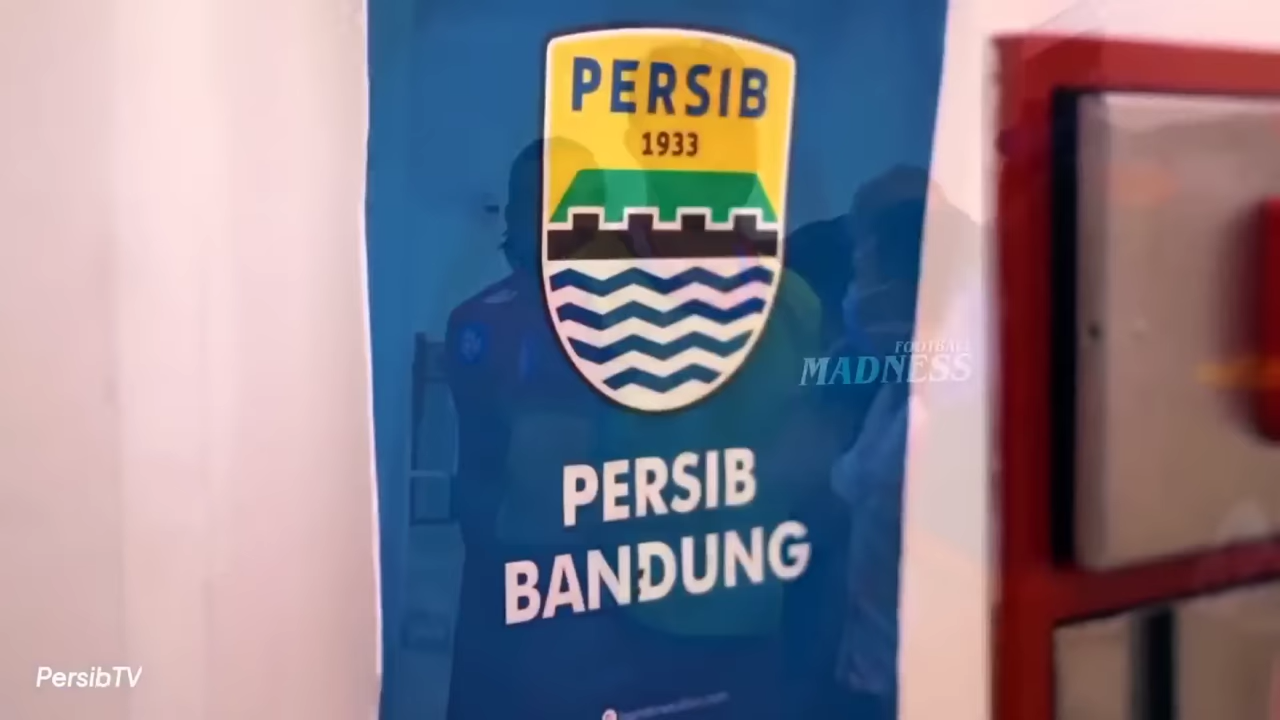 PERSIB
1933
FOOTBALL
MADNESS
PERSIB
BANDUNG
PersibTV